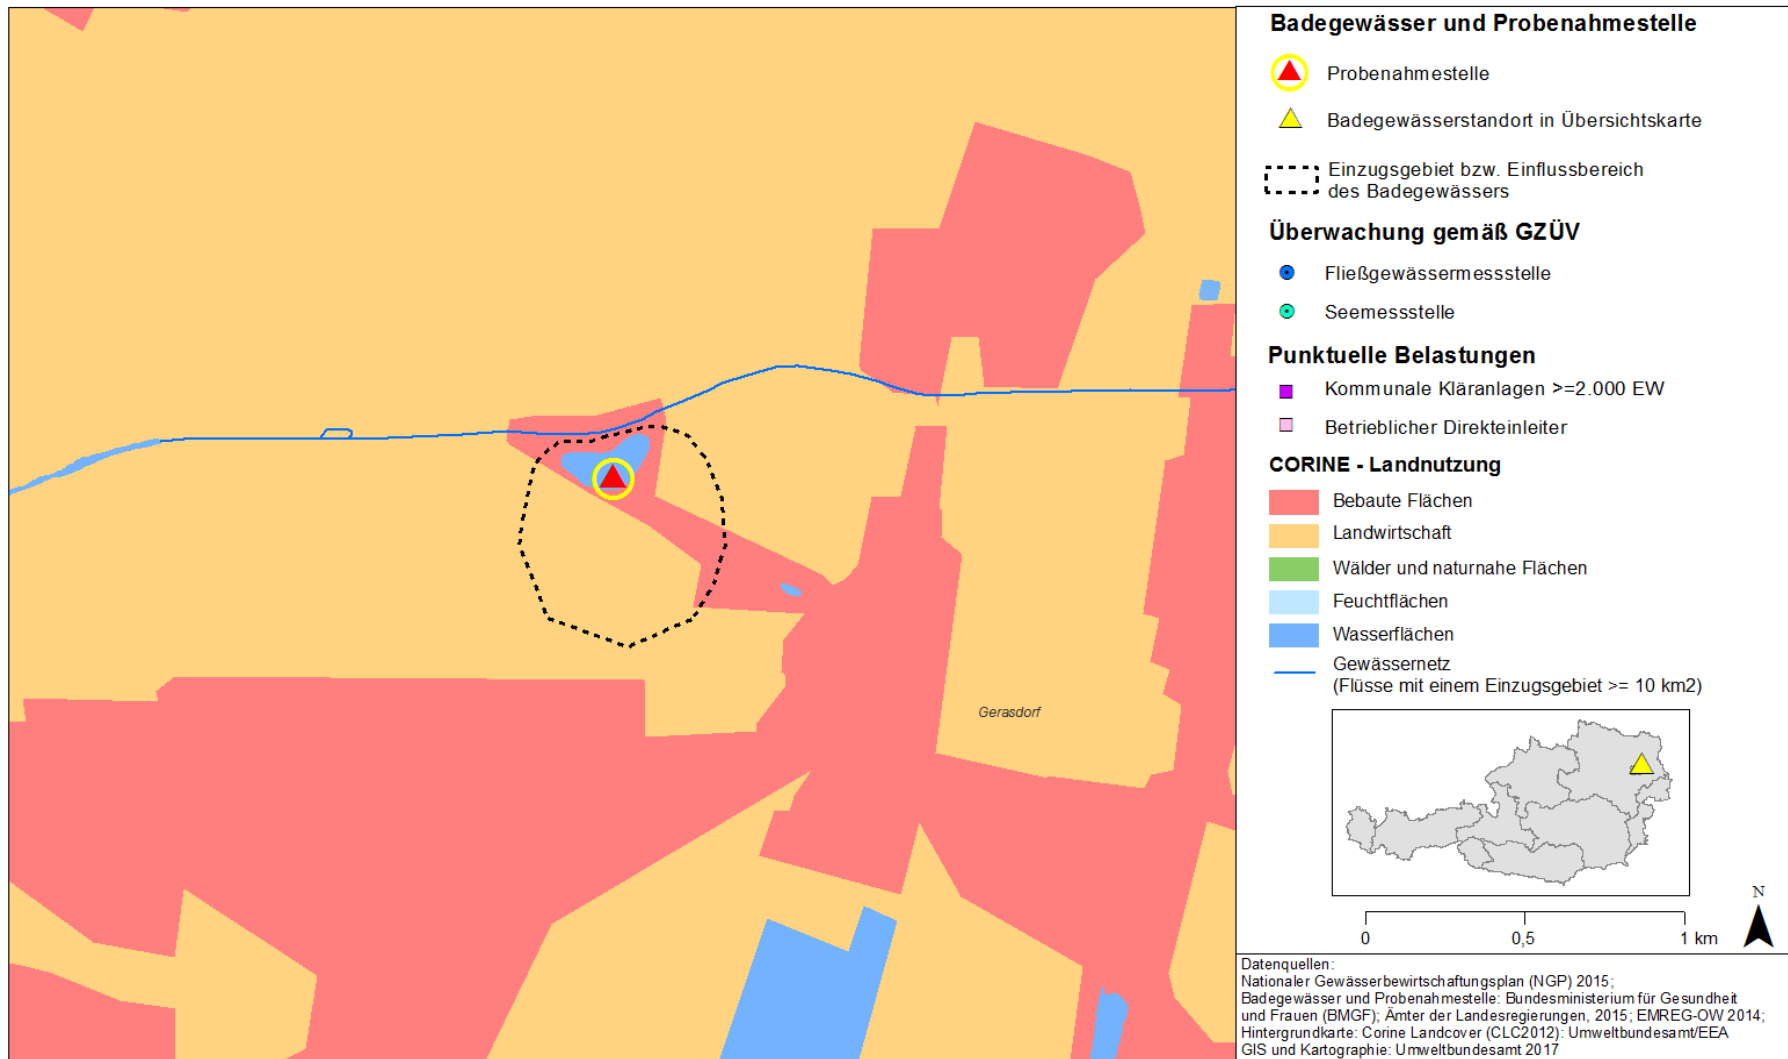 Badegewässer und Probenahmestelle
Probenahmestelle
Badegewässerstandort in Übersichtskarte
Einzugsgebiet bzw. Einflussbereich
des Badegewässers
Überwachung gemäß GZÜV
Fließgewässermessstelle
Seemessstelle
Punktuelle Belastungen
Kommunale Kläranlagen >=2.000 EW
Betrieblicher Direkteinleiter
CORINE - Landnutzung
Bebaute Flächen
Landwirtschaft
Wälder und naturnahe Flächen
Feuchtflächen
Wasserflächen
Gewässernetz
(Flüsse mit einem Einzugsgebiet >= 10 km2)
Gerasdorf
N
0 0,5 1 km
Datenquellen:
Nationaler Gewässerbewirtschaftungsplan (NGP) 2015;
Badegewässer und Probenahmestelle: Bundesministerium für Gesundheit
und Frauen (BMGF); Ämter der Landesregierungen, 2015; EMREG-OW 2014;
Hintergrundkarte: Corine Landcover (CLC2012): Umweltbundesamt/EEA
GIS und Kartographie: Umweltbundesamt 2017